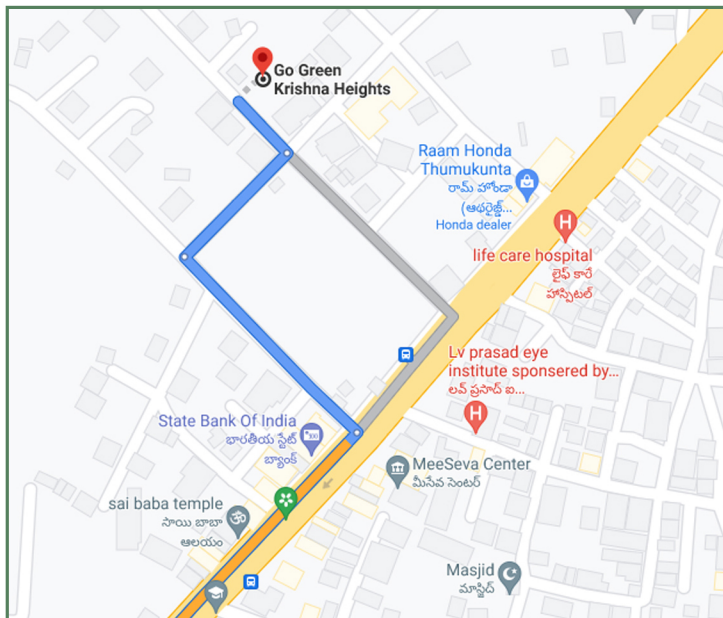 Go Green
Krishna Heights
Raam Honda
Thumukunta
రామ్ హోండా
(ఆథరైజ్డ్...
Honda dealer
H
life care hospital
లైఫ్ కారే
హాస్పిటల్
Lv prasad eye
institute sponsered by...
లవ్ ప్రసాద్ ఐ...
H
State Bank Of India
భారతీయ స్టేట్
బ్యాంక్
MeeSeva Center
మీసేవ సెంటర్
sai baba temple
సాయి బాబా
ఆలయం
Masjid
మాస్జిద్